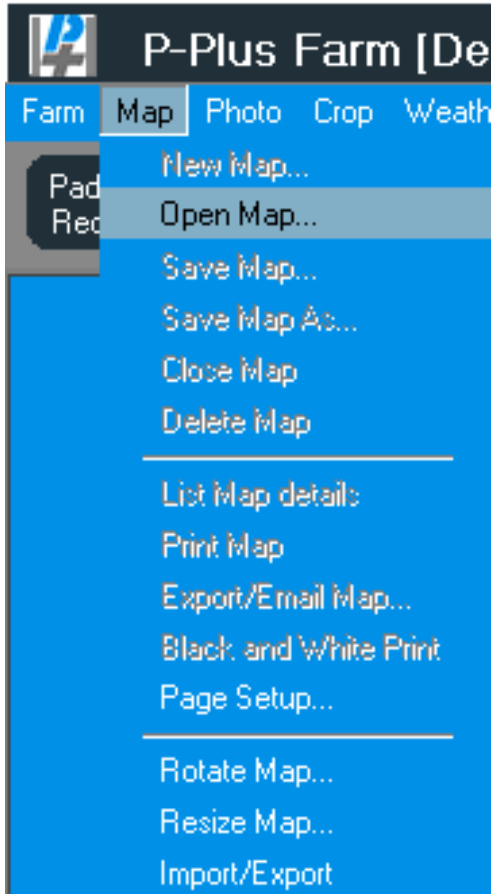 P-Plus Farm [De
Farm Map Photo Crop Weath
Pad
Rec
New Map...
Open Map...
Save Map...
Save Map As...
Close Map
Delete Map
List Map details
Print Map
Export/Email Map...
Black and White Print
Page Setup...
Rotate Map...
Resize Map...
Import/Export